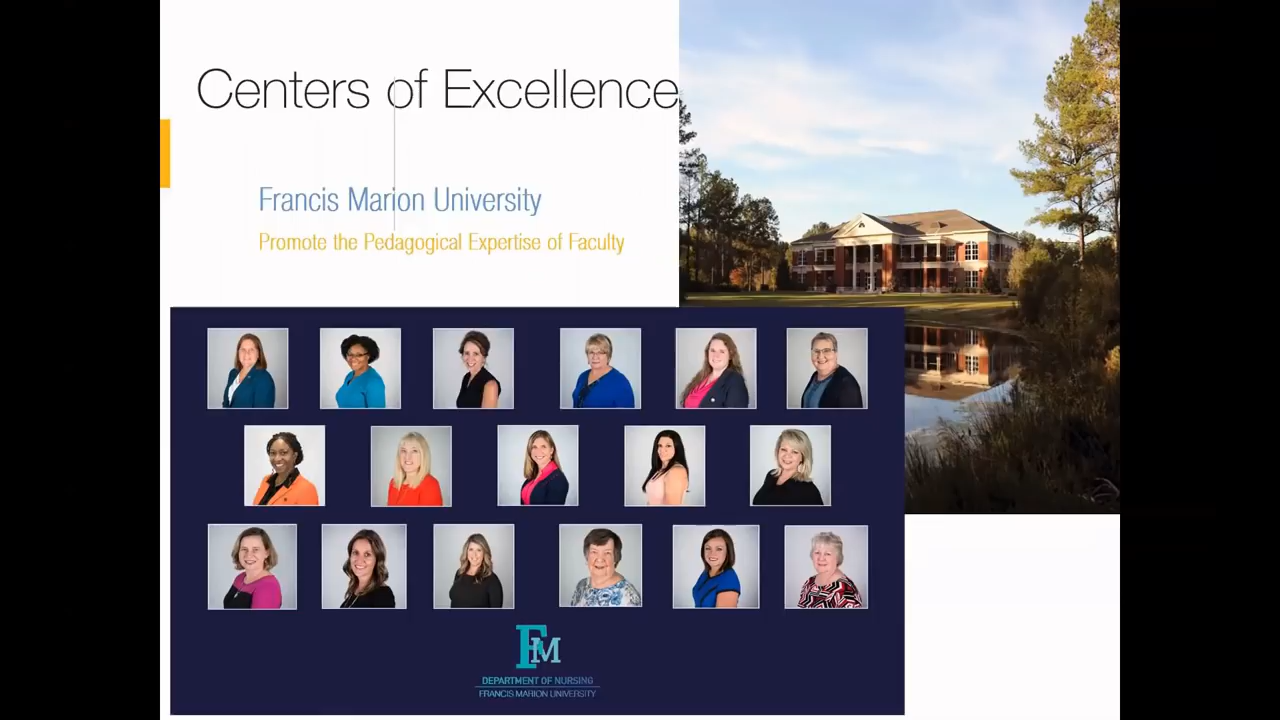 Centers of Excellence
Francis Marion University
Promote the Pedagogical Expertise of Faculty
FM
DEPARTMENT OF NURSING
FRANCIS MARION UNIVERSITY